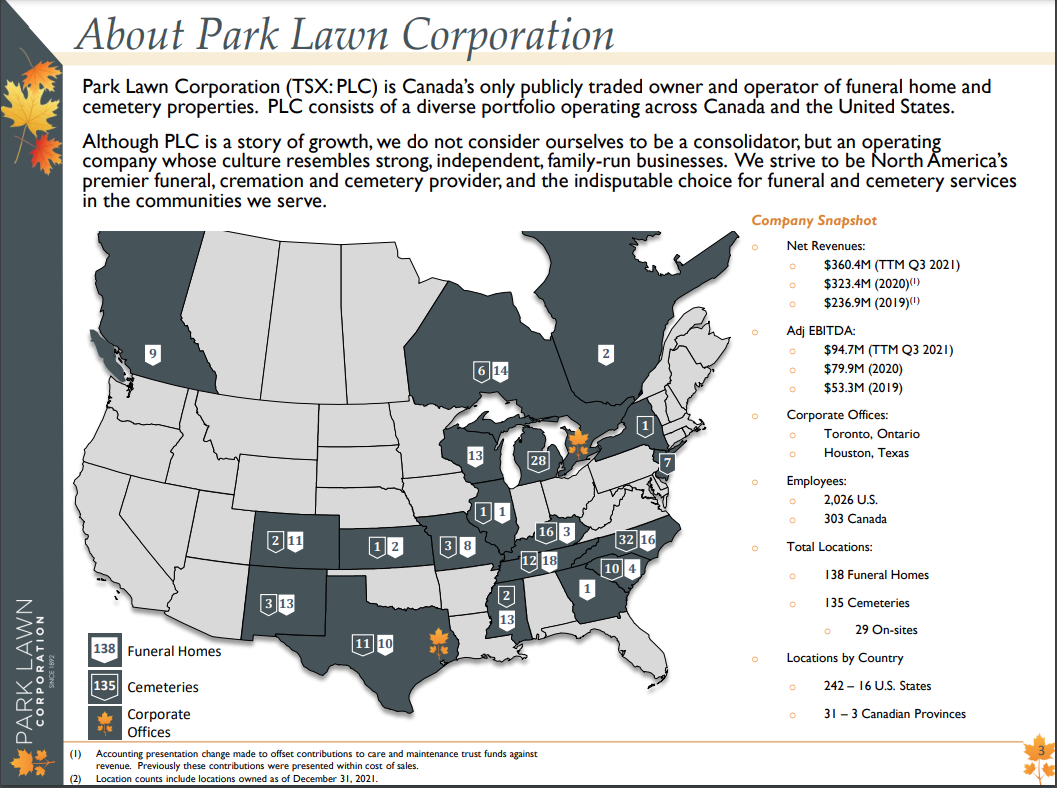 About Park Lawn Corporation
Park Lawn Corporation (TSX: PLC) is Canada's only publicly traded owner and operator of funeral home and
cemetery properties. PLC consists of a diverse portfolio operating across Canada and the United States.
Although PLC is a story of growth, we do not consider ourselves to be a consolidator, but an operating
company whose culture resembles strong, independent, family-run businesses. We strive to be North America's
premier funeral, cremation and cemetery provider, and the indisputable choice for funeral and cemetery services
in the communities we serve.
9
6 14
2
13
28
1
7
1 1
2 11
1 2
3 8
16 3
32 16
12 18
10 4
3 13
2
13
1
11 10
138 Funeral Homes
135 Cemeteries
Corporate
Offices
Company Snapshot
Net Revenues:
$360.4M (TTM Q3 2021)
$323.4M (2020)(1)
$236.9M (2019)(1)
Adj EBITDA:
$94.7M (TTM Q3 2021)
$79.9M (2020)
$53.3M (2019)
Corporate Offices:
Toronto, Ontario
Houston, Texas
Employees:
2,026 U.S.
303 Canada
Total Locations:
138 Funeral Homes
135 Cemeteries
29 On-sites
Locations by Country
242 – 16 U.S. States
31 – 3 Canadian Provinces
PARK LAWN
CORPORATION
SINCE 1892
(1) Accounting presentation change made to offset contributions to care and maintenance trust funds against
revenue. Previously these contributions were presented within cost of sales.
(2) Location counts include locations owned as of December 31, 2021.
3